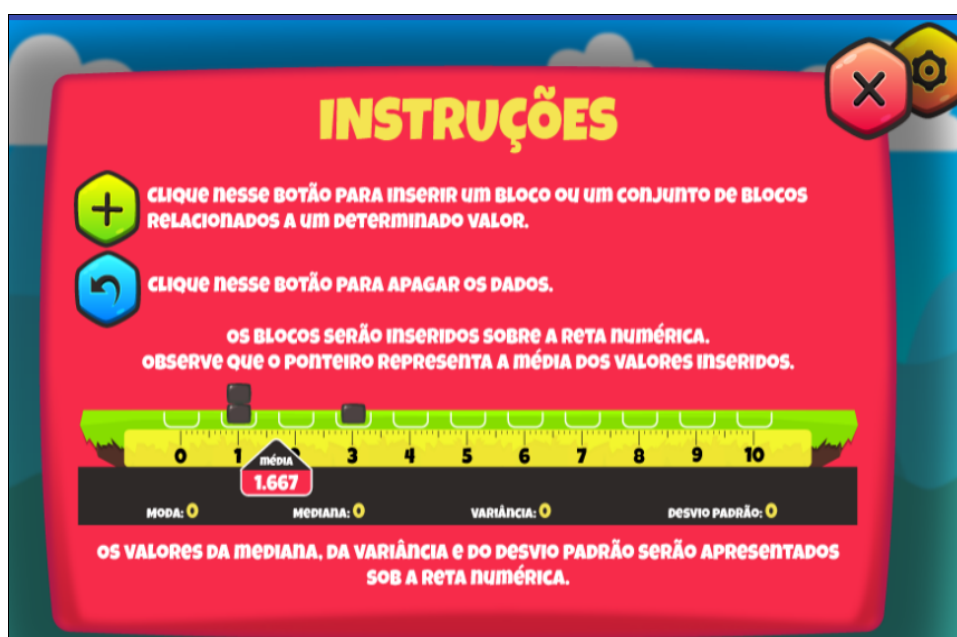 INSTRUÇÕES
CLIQUE NESSE BOTÃO PARA INSERIR UM BLOCO OU UM CONJUNTO DE BLOCOS
RELACIONADOS A UM DETERMINADO VALOR.
CLIQUE NESSE BOTÃO PARA APAGAR OS DADOS.
OS BLOCOS SERÃO INSERIDOS SOBRE A RETA NUMÉRICA.
OBSERVE QUE O PONTEIRO REPRESENTA A MÉDIA DOS VALORES INSERIDOS.
0 1 3 4 5 6 7 8 9 10
MÉDIA
1.667
MODA: 0 MEDIANA: 0 VARIÂNCIA: 0 DESVIO PADRÃO: 0
OS VALORES DA MEDIANA, DA VARIÂNCIA E DO DESVIO PADRÃO SERÃO APRESENTADOS
SOB A RETA NUMÉRICA.